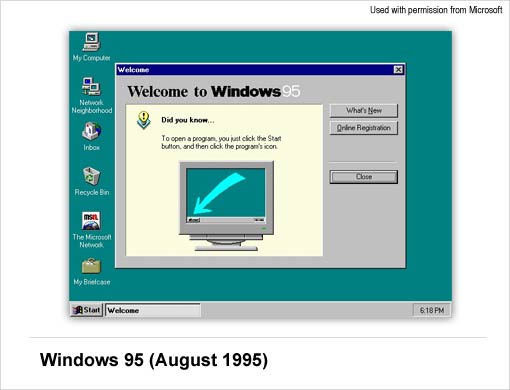 Used with permission from Microsoft
My Computer
Network
Neighborhood
Inbox
Recycle Bin
msn
The Microsoft
Network
My Briefcase
Welcome
Welcome to Windows95
Did you know...
To open a program, you just click the Start
button, and then click the program's icon.
What's New
Online Registration
Close
Start
Welcome
6:18 PM
Windows 95 (August 1995)